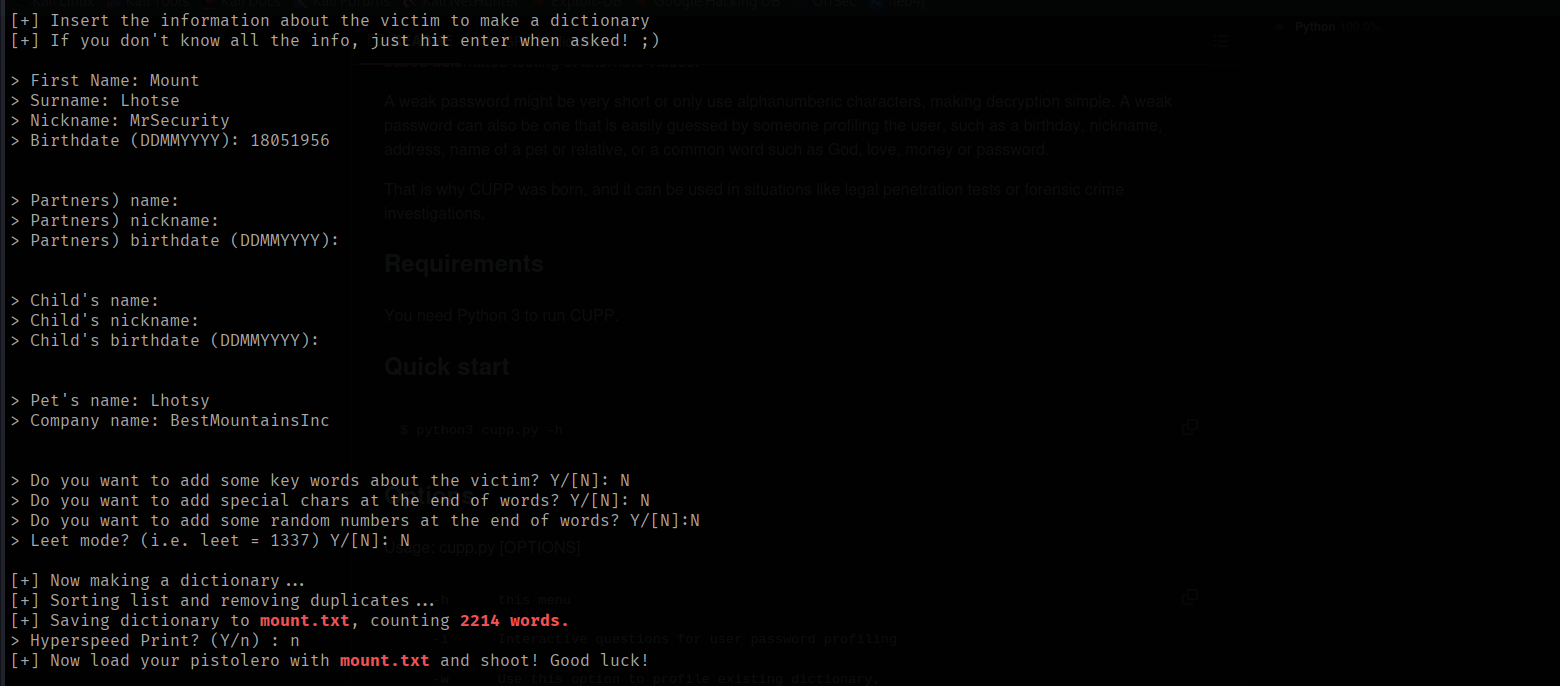 [+] Insert the information about the victim to make a dictionary
[+] If you don't know all the info, just hit enter when asked! ;)
> First Name: Mount
> Surname: Lhotse
> Nickname: MrSecurity
> Birthdate (DDMMYYYY): 18051956
> Partners) name:
> Partners) nickname:
> Partners) birthdate (DDMMYYYY):
> Child's name:
> Child's nickname:
> Child's birthdate (DDMMYYYY):
> Pet's name: Lhotsy
> Company name: BestMountainsInc
> Do you want to add some key words about the victim? Y/[N]: N
> Do you want to add special chars at the end of words? Y/[N]: N
> Do you want to add some random numbers at the end of words? Y/[N]:N
> Leet mode? (i.e. leet = 1337) Y/[N]: N
[+] Now making a dictionary...
[+] Sorting list and removing duplicates...
[+] Saving dictionary to mount.txt, counting 2214 words.
> Hyperspeed Print? (Y/n) : n
[+] Now load your pistolero with mount.txt and shoot! Good luck!
Python 100.0%
A weak password might be very short or only use alphanumberic characters, making decryption simple. A weak
password can also be one that is easily guessed by someone profiling the user, such as a birthday, nickname,
address, name of a pet or relative, or a common word such as God, love, money or password.
That is why CUPP was born, and it can be used in situations like legal penetration tests or forensic crime
investigations.
Requirements
You need Python 3 to run CUPP.
Quick start
$ python3 cupp.py -h
Options
Usage: cupp.py [OPTIONS]
-h this menu
-i Interactive questions for user password profiling
-w Use this option to profile existing dictionary,